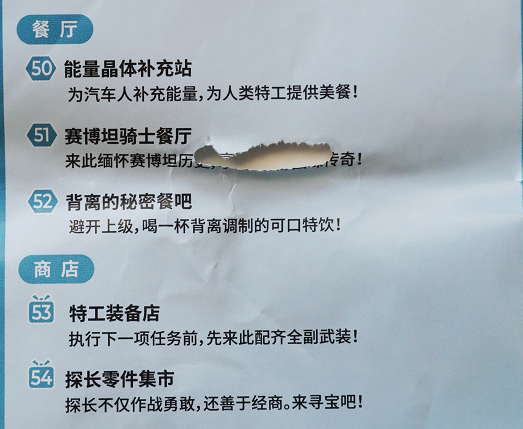 餐厅
50 能量晶体补充站
为汽车人补充能量,为人类特工提供美餐!
51 赛博坦骑士餐厅
来此缅怀赛博坦历史, 传奇!
52 背离的秘密餐吧
避开上级,喝一杯背离调制的可口特饮!
商店
53 特工装备店
执行下一项任务前,先来此配齐全副武装!
54 探长零件集市
探长不仅作战勇敢,还善于经商。来寻宝吧!